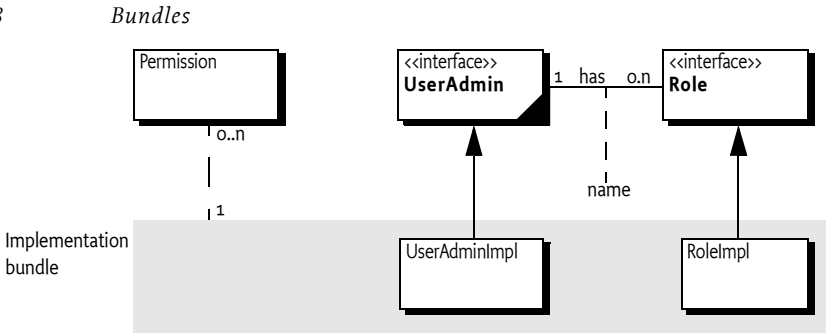 Bundles
Permission
<<interface>>
UserAdmin
1 has 0.n
<<interface>>
Role
0..n
name
1
Implementation
bundle
UserAdminImpl
RoleImpl